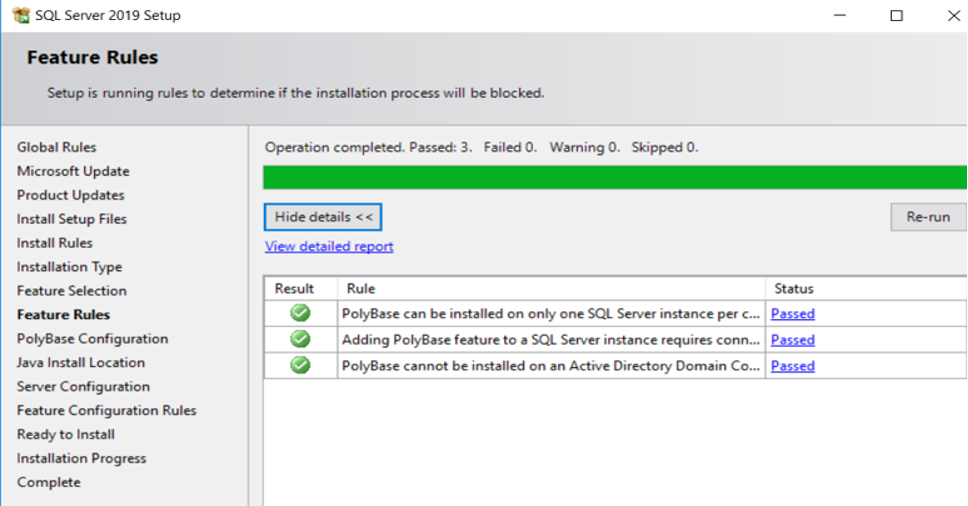 SQL Server 2019 Setup
Feature Rules
Setup is running rules to determine if the installation process will be blocked.
Global Rules
Microsoft Update
Product Updates
Install Setup Files
Install Rules
Installation Type
Feature Selection
Feature Rules
PolyBase Configuration
Java Install Location
Server Configuration
Feature Configuration Rules
Ready to Install
Installation Progress
Complete
Operation completed. Passed: 3. Failed 0. Warning 0. Skipped 0.
Hide details <<
Re-run
View detailed report
Result Rule Status
PolyBase can be installed on only one SQL Server instance per c... Passed
Adding PolyBase feature to a SQL Server instance requires conn... Passed
PolyBase cannot be installed on an Active Directory Domain Co... Passed